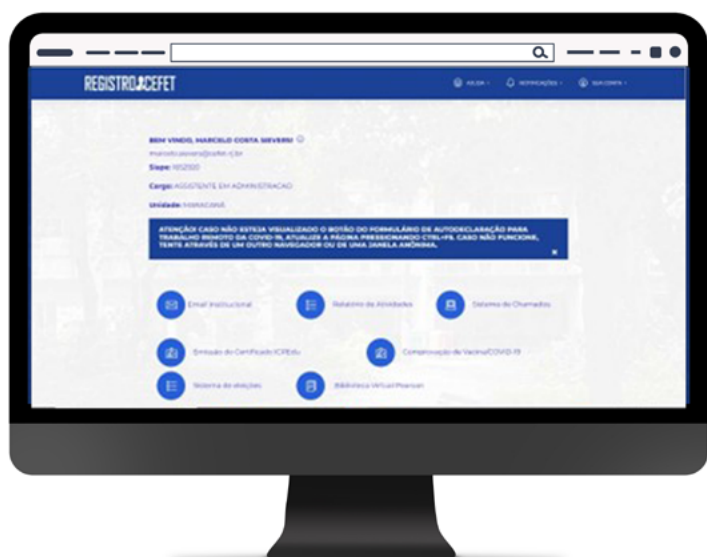 REGISTRO CEFET
AJUDA NOTIFICAÇÕES SUA CONTA
BEM VINDO, MARCELO COSTA SIEVERS!
Siape:
Cargo: ASSISTENTE EM ADMINISTRACAO
Unidade: MARACANÃ
ATENÇÃO! CASO NÃO ESTEJA VISUALIZADO O BOTÃO DO FORMULÁRIO DE AUTODECLARAÇÃO PARA
TRABALHO REMOTO DA COVID-19, ATUALIZE A PÁGINA PRESSIONANDO CTRL+F5. CASO NÃO FUNCIONE,
TENTE ATRAVÉS DE UM OUTRO NAVEGADOR OU DE UMA JANELA ANÔNIMA.
Email Institucional Relatório de Atividades Sistema de Chamados
Emissão de Certificado ICPEdu Comprovação de Vacina/COVID-19
Sistema de eleições Biblioteca Virtual Pearson